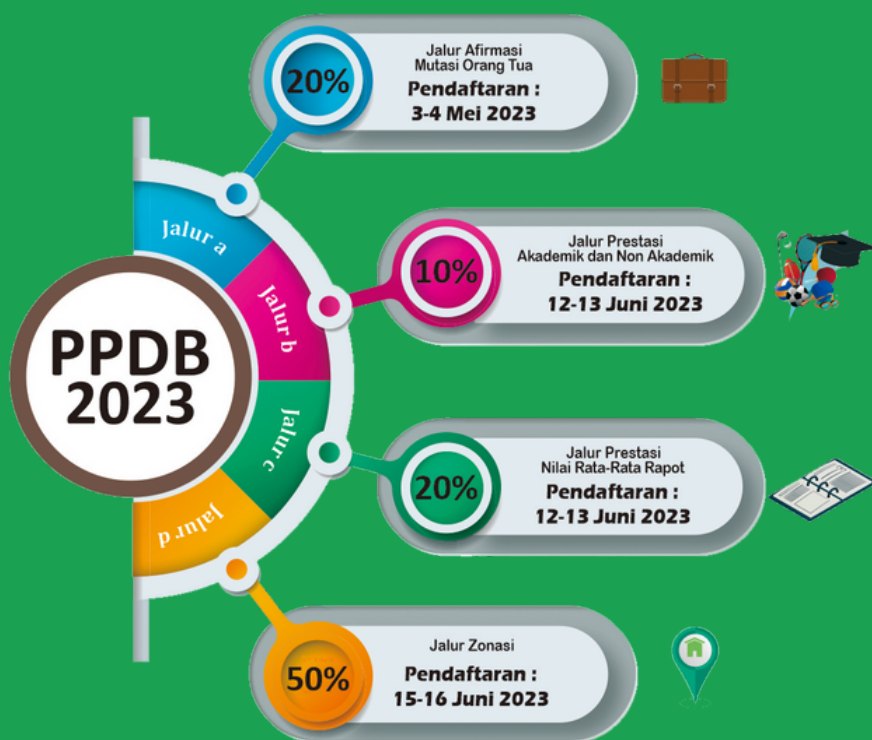 20%
Jalur Afirmasi
Mutasi Orang Tua
Pendaftaran :
3-4 Mei 2023
Jalur a
10%
Jalur Prestasi
Akademik dan Non Akademik
Pendaftaran :
12-13 Juni 2023
Jalur b
PPDB
2023
Jalur c
20%
Jalur Prestasi
Nilai Rata-Rata Rapot
Pendaftaran :
12-13 Juni 2023
Jalur d
50%
Jalur Zonasi
Pendaftaran :
15-16 Juni 2023